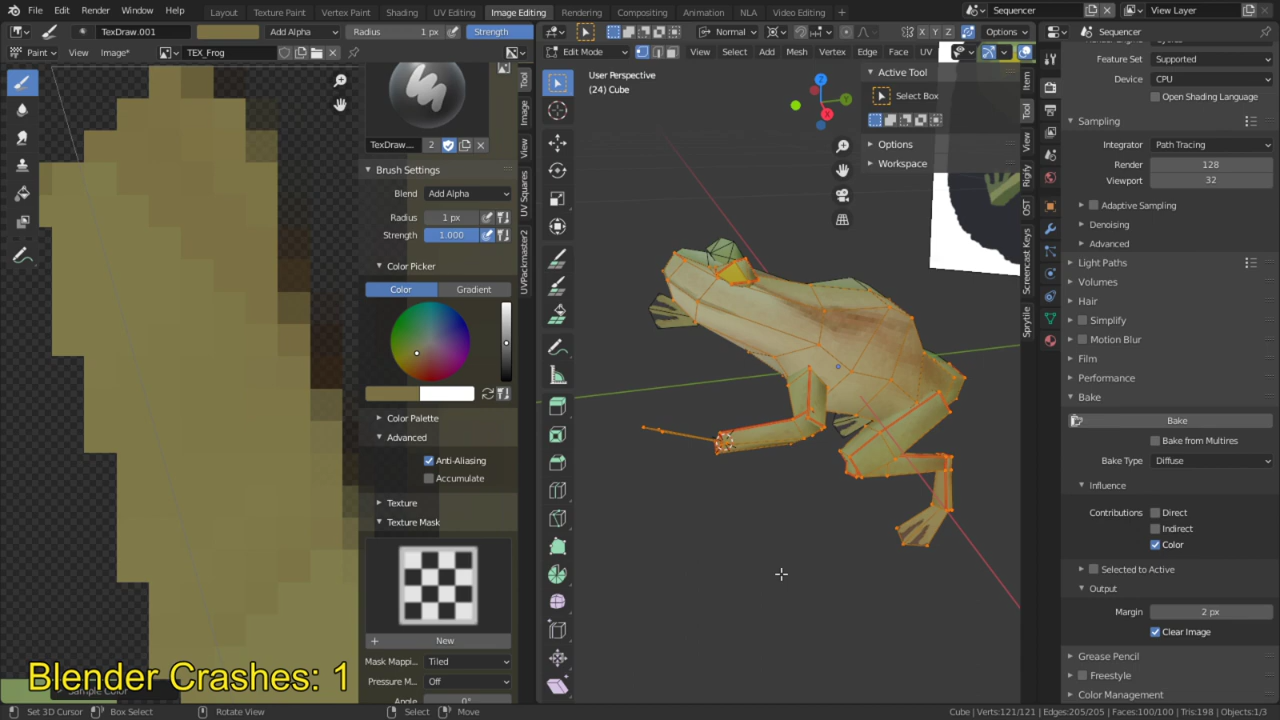 File Edit Render Window Help Layout Texture Paint Vertex Paint Shading UV Editing Image Editing Rendering Compositing Animation NLA Video Editing + Sequencer View Layer
TexDraw.001 Add Alpha Radius 1 px Strength Normal X Y Z Options Sequencer
Paint View Image* TEX_Frog Edit Mode View Select Add Mesh Vertex Edge Face UV
Feature Set Supported
Device CPU
Open Shading Language
User Perspective
(24) Cube
Active Tool
Select Box
Options
Workspace
Tool
Image
View
UV Squares
UVPackmaster2
Item
Tool
View
Rigify
OST
Screencast Keys
Sprytile
TexDraw... 2
Brush Settings
Blend Add Alpha
Radius 1 px
Strength 1.000
Color Picker
Color Gradient
Color Palette
Advanced
Anti-Aliasing
Accumulate
Texture
Texture Mask
New
Mask Mappi... Tiled
Pressure M... Off
Angle 0°
Sampling
Integrator Path Tracing
Render 128
Viewport 32
Adaptive Sampling
Denoising
Advanced
Light Paths
Volumes
Hair
Simplify
Motion Blur
Film
Performance
Bake
Bake
Bake from Multires
Bake Type Diffuse
Influence
Contributions Direct
Indirect
Color
Selected to Active
Output
Margin 2 px
Clear Image
Grease Pencil
Freestyle
Color Management
Blender Crashes: 1
Sample Color
Set 3D Cursor Box Select Rotate View Select Move Cube | Verts:121/121 | Edges:205/205 | Faces:100/100 | Tris:198 | Objects:1/3